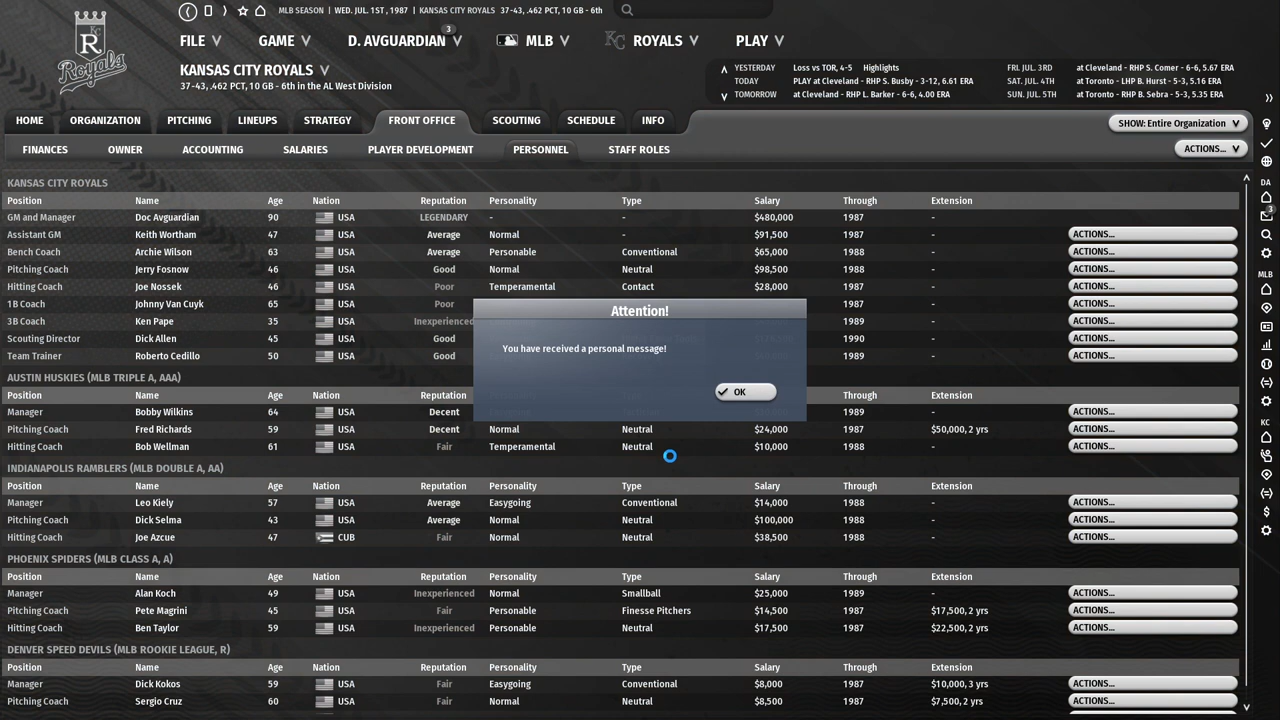 MLB SEASON | WED. JUL. 1ST , 1987 | KANSAS CITY ROYALS 37-43, .462 PCT, 10 GB - 6th
FILE GAME D. AVGUARDIAN 3 MLB ROYALS PLAY
KC
R
Royals
KANSAS CITY ROYALS
37-43, .462 PCT, 10 GB - 6th in the AL West Division
YESTERDAY Loss vs TOR, 4-5 Highlights FRI. JUL. 3RD at Cleveland - RHP S. Comer - 6-6, 5.67 ERA
TODAY PLAY at Cleveland - RHP S. Busby - 3-12, 6.61 ERA SAT. JUL. 4TH at Toronto - LHP B. Hurst - 5-3, 5.16 ERA
TOMORROW at Cleveland - RHP L. Barker - 6-6, 4.00 ERA SUN. JUL. 5TH at Toronto - RHP B. Sebra - 5-3, 5.35 ERA
HOME ORGANIZATION PITCHING LINEUPS STRATEGY FRONT OFFICE SCOUTING SCHEDULE INFO SHOW: Entire Organization
FINANCES OWNER ACCOUNTING SALARIES PLAYER DEVELOPMENT PERSONNEL STAFF ROLES ACTIONS...
KANSAS CITY ROYALS
Position Name Age Nation Reputation Personality Type Salary Through Extension
GM and Manager Doc Avguardian 90 USA LEGENDARY - - $480,000 1987 -
Assistant GM Keith Wortham 47 USA Average Normal - $91,500 1987 - ACTIONS...
Bench Coach Archie Wilson 63 USA Average Personable Conventional $65,000 1988 - ACTIONS...
Pitching Coach Jerry Fosnow 46 USA Good Normal Neutral $98,500 1987 - ACTIONS...
Hitting Coach Joe Nossek 46 USA Poor Temperamental Contact $28,000 1987 - ACTIONS...
1B Coach Johnny Van Cuyk 65 USA Poor 1987 - ACTIONS...
3B Coach Ken Pape 35 USA Inexperienced 1989 - ACTIONS...
Scouting Director Dick Allen 45 USA Good 1990 - ACTIONS...
Team Trainer Roberto Cedillo 50 USA Good 1989 - ACTIONS...
Attention!
You have received a personal message!
OK
AUSTIN HUSKIES (MLB TRIPLE A, AAA)
Position Name Age Nation Reputation Through Extension
Manager Bobby Wilkins 64 USA Decent 1989 - ACTIONS...
Pitching Coach Fred Richards 59 USA Decent Normal Neutral $24,000 1987 $50,000, 2 yrs ACTIONS...
Hitting Coach Bob Wellman 61 USA Fair Temperamental Neutral $10,000 1988 - ACTIONS...
INDIANAPOLIS RAMBLERS (MLB DOUBLE A, AA)
Position Name Age Nation Reputation Personality Type Salary Through Extension
Manager Leo Kiely 57 USA Average Easygoing Conventional $14,000 1988 - ACTIONS...
Pitching Coach Dick Selma 43 USA Average Normal Neutral $100,000 1988 - ACTIONS...
Hitting Coach Joe Azcue 47 CUB Fair Normal Neutral $38,500 1988 - ACTIONS...
PHOENIX SPIDERS (MLB CLASS A, A)
Position Name Age Nation Reputation Personality Type Salary Through Extension
Manager Alan Koch 49 USA Inexperienced Normal Smallball $25,000 1989 - ACTIONS...
Pitching Coach Pete Magrini 45 USA Fair Personable Finesse Pitchers $14,500 1987 $17,500, 2 yrs ACTIONS...
Hitting Coach Ben Taylor 59 USA Inexperienced Personable Neutral $17,500 1987 $22,500, 2 yrs ACTIONS...
DENVER SPEED DEVILS (MLB ROOKIE LEAGUE, R)
Position Name Age Nation Reputation Personality Type Salary Through Extension
Manager Dick Kokos 59 USA Fair Easygoing Conventional $8,000 1987 $10,000, 3 yrs ACTIONS...
Pitching Coach Sergio Cruz 60 USA Fair Normal Neutral $8,500 1987 $7,500, 2 yrs ACTIONS...
DA
3
MLB
KC